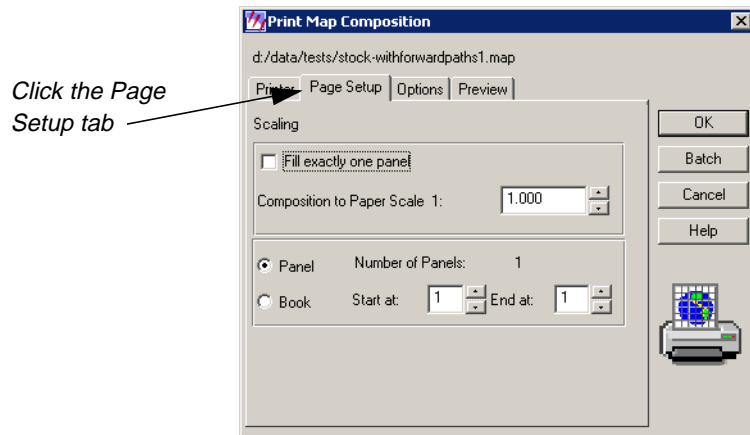 Print Map Composition
d:/data/tests/stock-withforwardpaths1.map
Click the Page
Setup tab
Printer Page Setup Options Preview
Scaling
Fill exactly one panel
Composition to Paper Scale 1: 1.000
Panel Number of Panels: 1
Book Start at: 1 End at: 1
OK
Batch
Cancel
Help